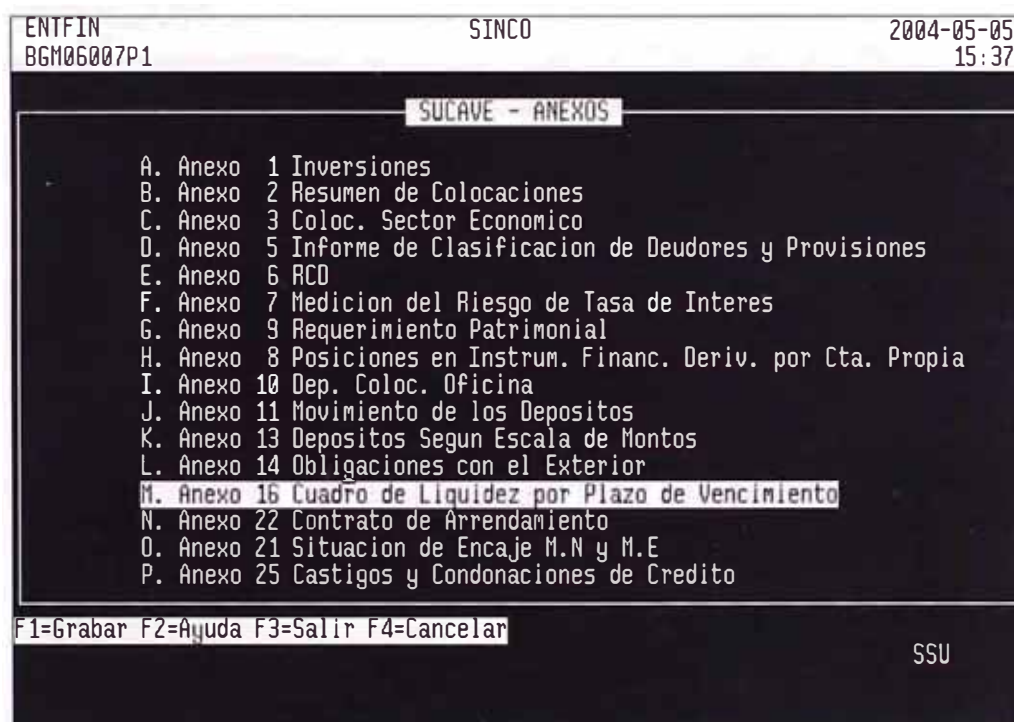 ENTFIN SINCO 2004-05-05
BGM06007P1 15:37
SUCAVE - ANEXOS
A. Anexo 1 Inversiones
B. Anexo 2 Resumen de Colocaciones
C. Anexo 3 Coloc. Sector Economico
D. Anexo 5 Informe de Clasificacion de Deudores y Provisiones
E. Anexo 6 RCD
F. Anexo 7 Medicion del Riesgo de Tasa de Interes
G. Anexo 9 Requerimiento Patrimonial
H. Anexo 8 Posiciones en Instrum. Financ. Deriv. por Cta. Propia
I. Anexo 10 Dep. Coloc. Oficina
J. Anexo 11 Movimiento de los Depositos
K. Anexo 13 Depositos Segun Escala de Montos
L. Anexo 14 Obligaciones con el Exterior
M. Anexo 16 Cuadro de Liquidez por Plazo de Vencimiento
N. Anexo 22 Contrato de Arrendamiento
O. Anexo 21 Situacion de Encaje M.N y M.E
P. Anexo 25 Castigos y Condonaciones de Credito
F1=Grabar F2=Ayuda F3=Salir F4=Cancelar
SSU